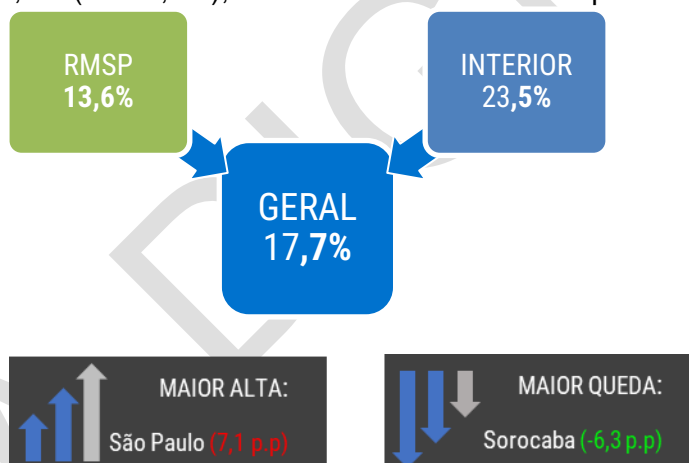 RMSP
13,6%
INTERIOR
23,5%
GERAL
17,7%
MAIOR ALTA:
São Paulo (7,1 p.p)
MAIOR QUEDA:
Sorocaba (-6,3 p.p)